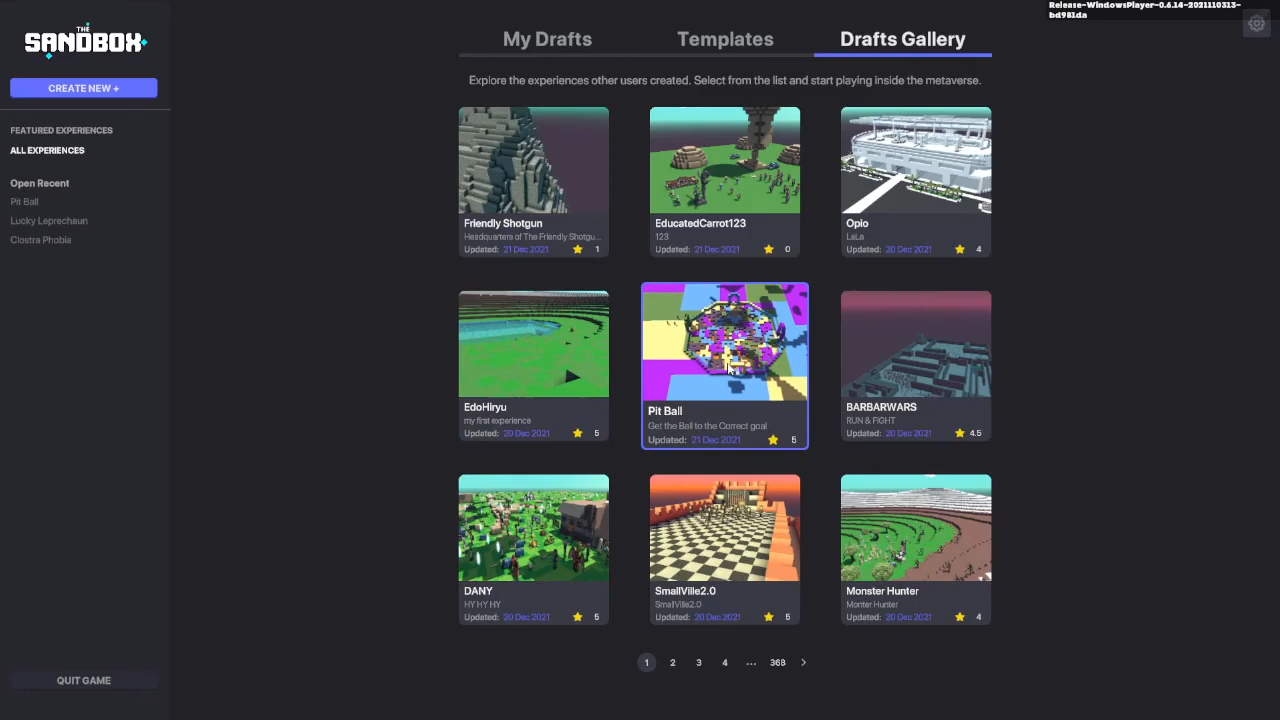 Release-WindowsPlayer-0.6.14-2021110313-
bd981da
THE
SANDBOX
CREATE NEW +
FEATURED EXPERIENCES
ALL EXPERIENCES
Open Recent
Pit Ball
Lucky Leprechaun
Clostra Phobia
QUIT GAME
My Drafts
Templates
Drafts Gallery
Explore the experiences other users created. Select from the list and start playing inside the metaverse.
Friendly Shotgun
Headquarters of The Friendly Shotgu...
Updated: 21 Dec 2021 1
EducatedCarrot123
123
Updated: 21 Dec 2021 0
Opio
LaLa
Updated: 20 Dec 2021 4
EdoHiryu
my first experience
Updated: 20 Dec 2021 5
Pit Ball
Get the Ball to the Correct goal
Updated: 21 Dec 2021 5
BARBARWARS
RUN & FIGHT
Updated: 20 Dec 2021 4.5
DANY
HY HY HY
Updated: 20 Dec 2021 5
SmallVille2.0
SmallVille2.0
Updated: 20 Dec 2021 5
Monster Hunter
Monter Hunter
Updated: 20 Dec 2021 4
1 2 3 4 ... 368 >